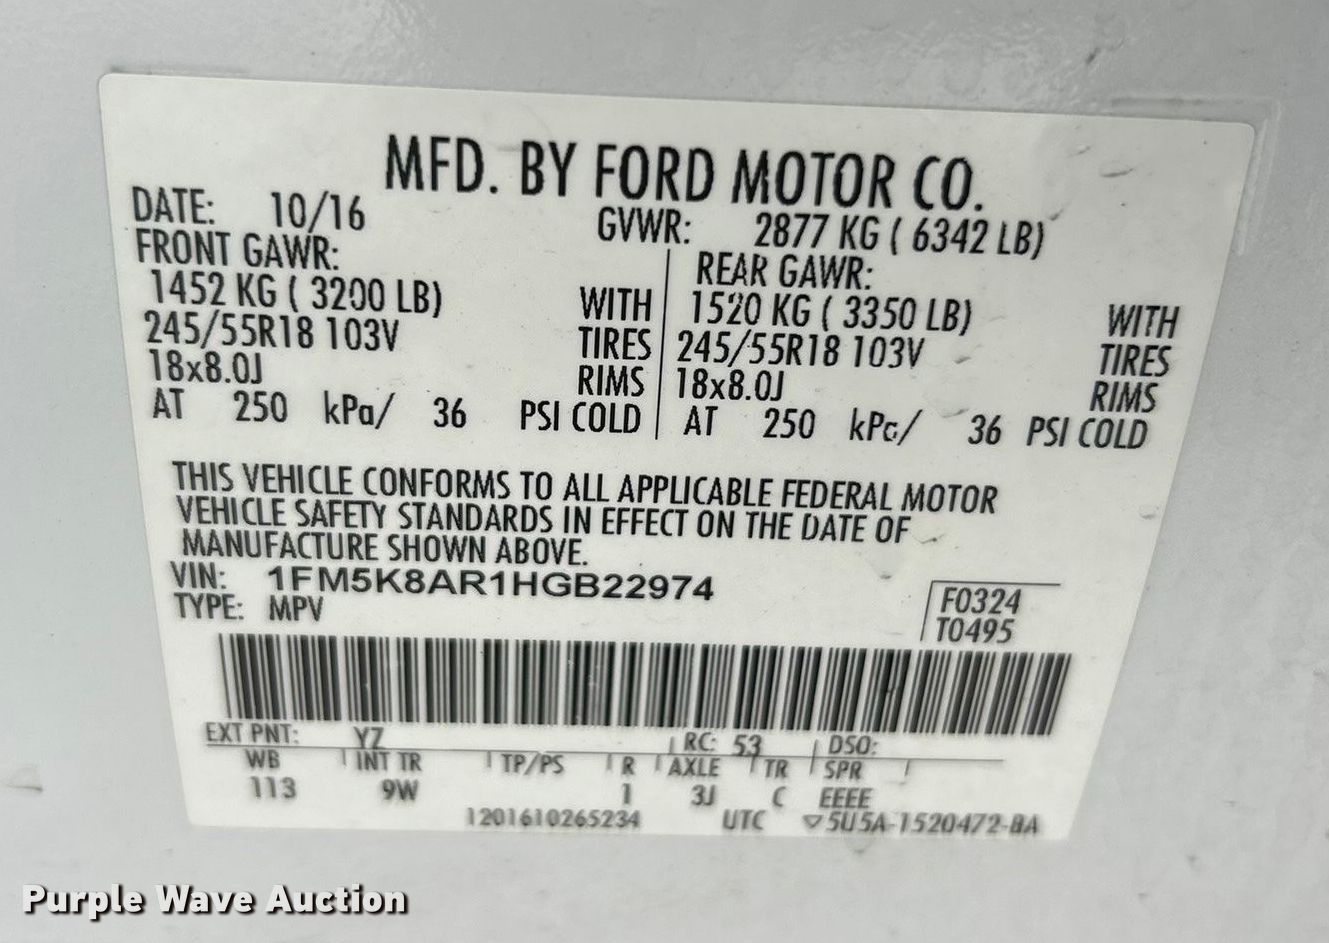 MFD. BY FORD MOTOR CO.
DATE: 10/16 GVWR: 2877 KG ( 6342 LB)
FRONT GAWR: REAR GAWR:
1452 KG ( 3200 LB) WITH 1520 KG ( 3350 LB) WITH
245/55R18 103V TIRES 245/55R18 103V TIRES
18x8.0J RIMS 18x8.0J RIMS
AT 250 kPa/ 36 PSI COLD AT 250 kPa/ 36 PSI COLD
THIS VEHICLE CONFORMS TO ALL APPLICABLE FEDERAL MOTOR
VEHICLE SAFETY STANDARDS IN EFFECT ON THE DATE OF
MANUFACTURE SHOWN ABOVE.
VIN: 1FM5K8AR1HGB22974
TYPE: MPV
F0324
T0495
EXT PNT: YZ RC: 53 DSO:
WB INT TR TP/PS R AXLE TR SPR
113 9W 1 3J C EEEE
1201610265234 UTC ▽5U5A-1520472-BA
Purple Wave Auction